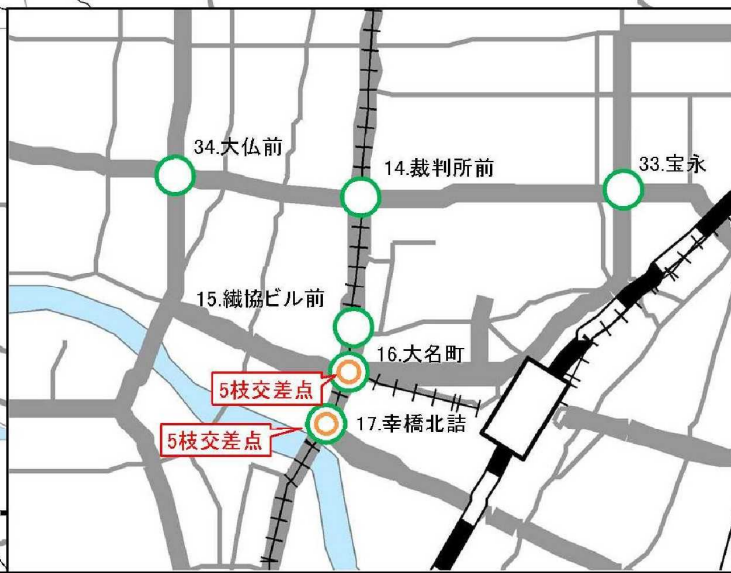 34.大仏前
14.裁判所前
33.宝永
15.繊協ビル前
16.大名町
5枝交差点
17.幸橋北詰
5枝交差点